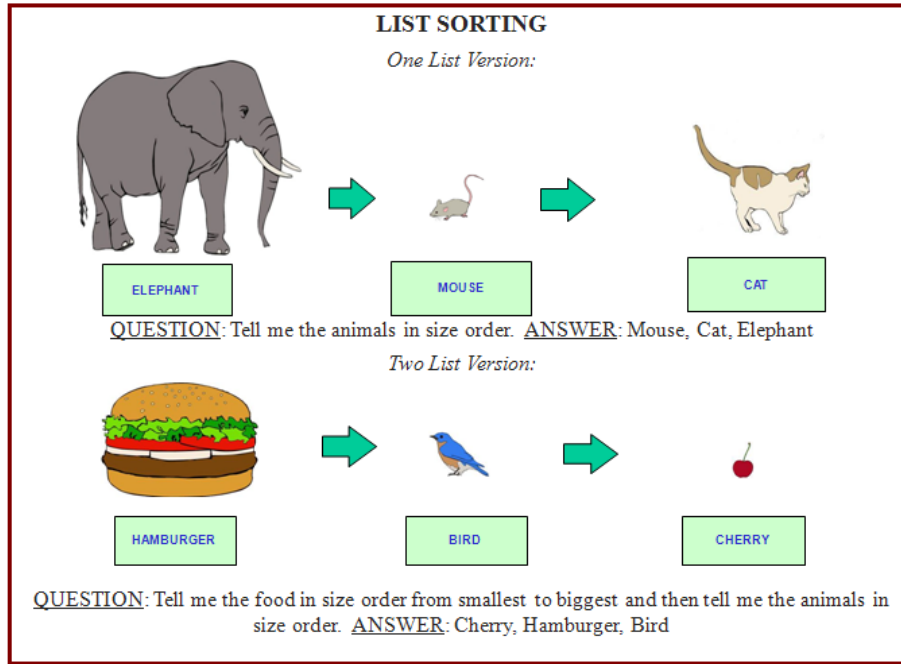 LIST SORTING
One List Version:
ELEPHANT
MOUSE
CAT
QUESTION: Tell me the animals in size order. ANSWER: Mouse, Cat, Elephant
Two List Version:
HAMBURGER
BIRD
CHERRY
QUESTION: Tell me the food in size order from smallest to biggest and then tell me the animals in
size order. ANSWER: Cherry, Hamburger, Bird